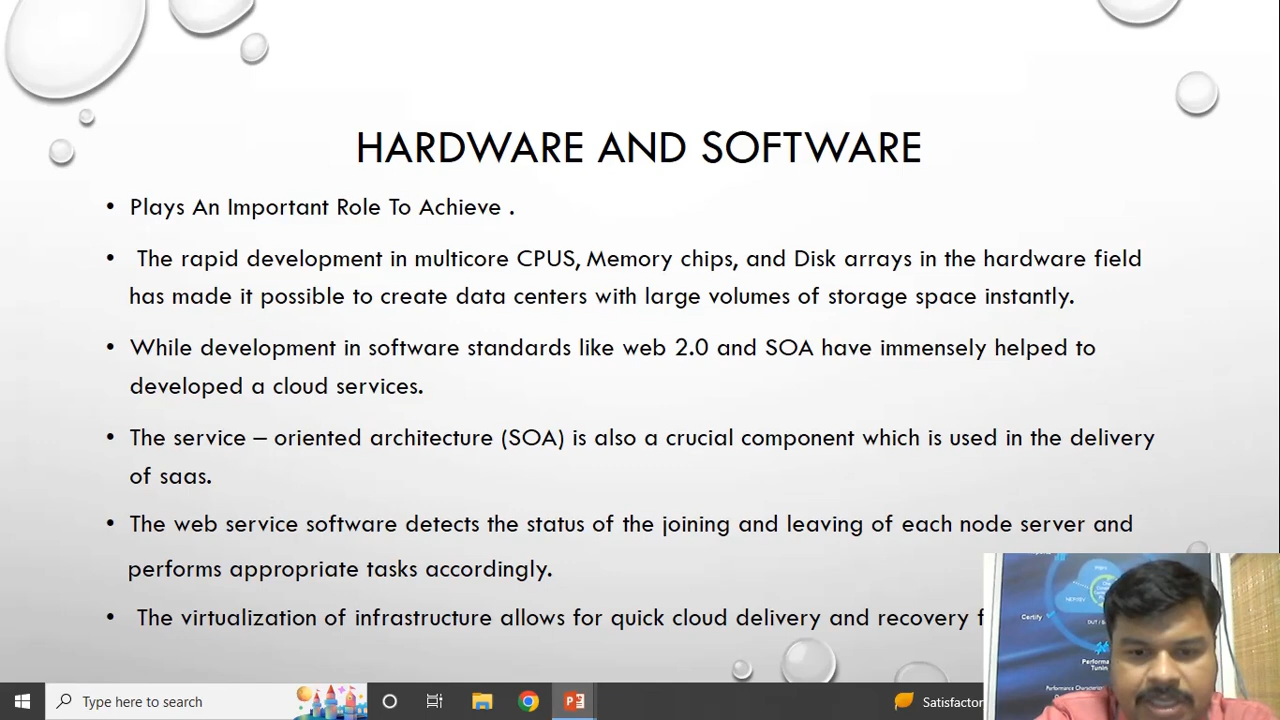 HARDWARE AND SOFTWARE
• Plays An Important Role To Achieve .
• The rapid development in multicore CPUS, Memory chips, and Disk arrays in the hardware field
has made it possible to create data centers with large volumes of storage space instantly.
• While development in software standards like web 2.0 and SOA have immensely helped to
developed a cloud services.
• The service – oriented architecture (SOA) is also a crucial component which is used in the delivery
of saas.
• The web service software detects the status of the joining and leaving of each node server and
performs appropriate tasks accordingly.
• The virtualization of infrastructure allows for quick cloud delivery and recovery f
Certify
Performa
Tunin
Performance Character
Type here to search
Satisfactor